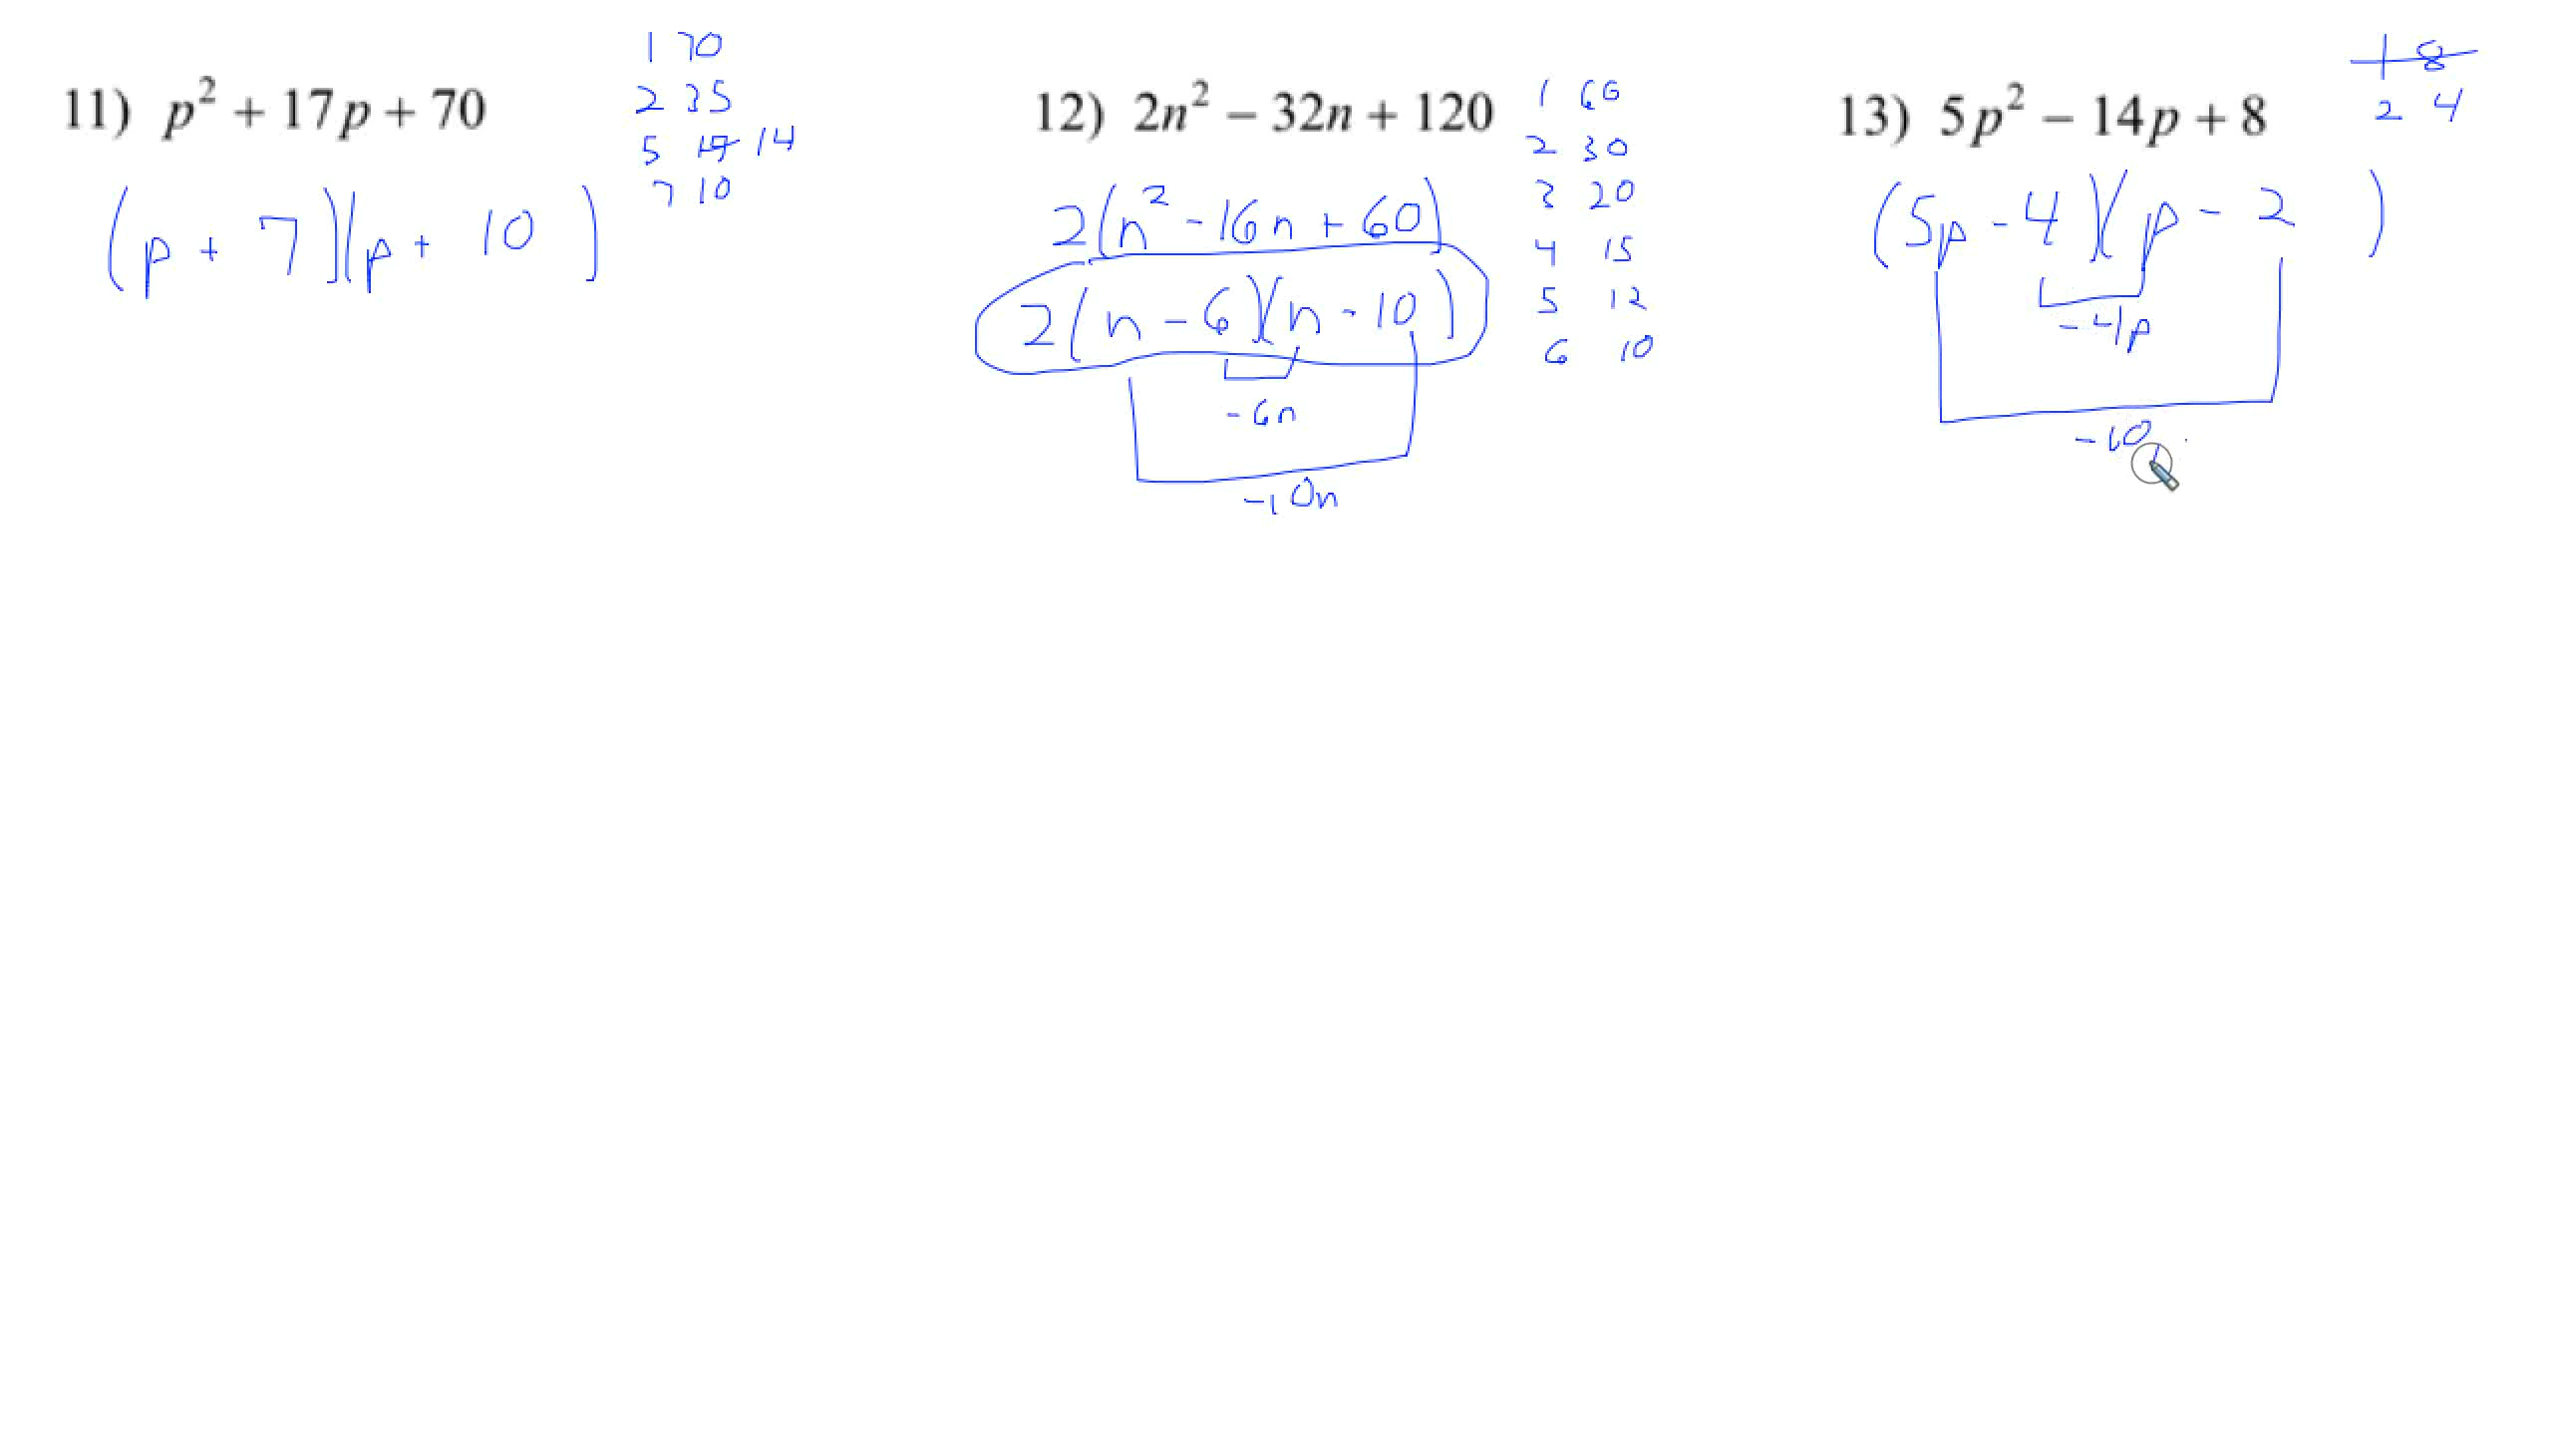 11) p² + 17p + 70
1 70
2 35
5 14
7 10
(p + 7)(p + 10)
12) 2n² − 32n + 120
1 60
2 30
3 20
4 15
5 12
6 10
2(n² - 16n + 60)
2(n - 6)(n - 10)
-6n
-10n
13) 5p² − 14p + 8
1 8
2 4
(5p - 4)(p - 2)
-4p
-10